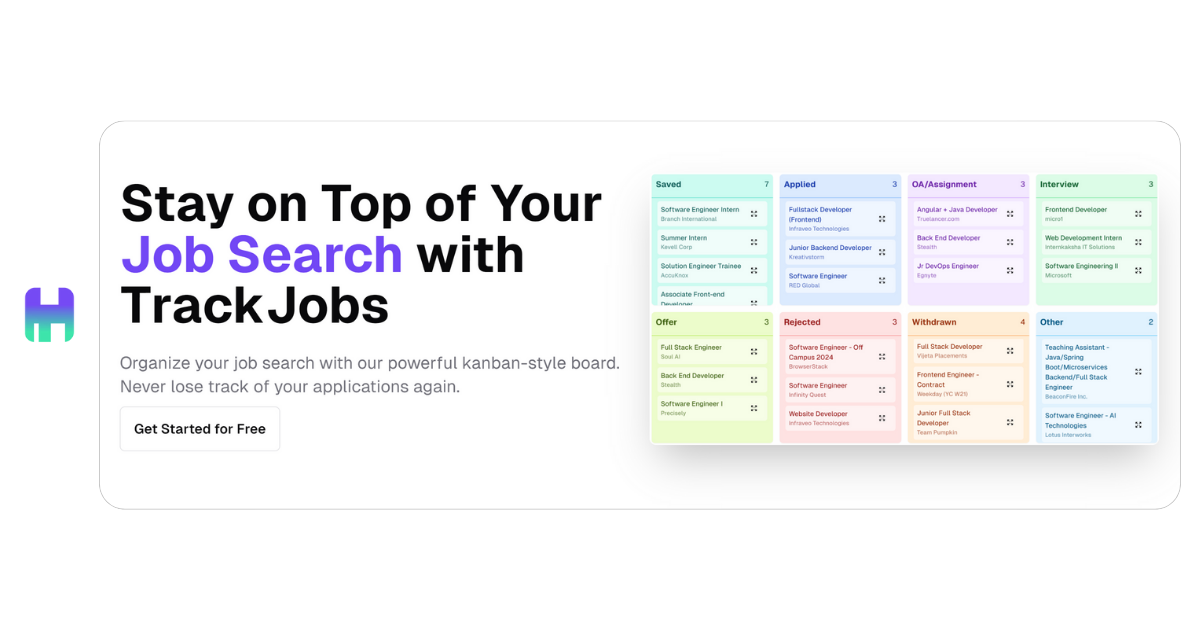 Stay on Top of Your
Job Search with
TrackJobs
Organize your job search with our powerful kanban-style board.
Never lose track of your applications again.
Get Started for Free
Saved 7
Software Engineer Intern
Branch International
Summer Intern
Keveli Corp
Solution Engineer Trainee
AccuKnox
Associate Front-end
Developer
Applied 3
Fullstack Developer
(Frontend)
Infraveo Technologies
Junior Backend Developer
Kreativstorm
Software Engineer
RED Global
OA/Assignment 3
Angular + Java Developer
Truelancer.com
Back End Developer
Stealth
Jr DevOps Engineer
Egnyte
Interview 3
Frontend Developer
Web Development Intern
Internkaksha IT Solutions
Software Engineering II
Microsoft
Offer 3
Full Stack Engineer
Soul AI
Back End Developer
Stealth
Software Engineer I
Precisely
Rejected 3
Software Engineer - Off
Campus 2024
BrowserStack
Software Engineer
Infinity Quest
Website Developer
Infraveo Technologies
Withdrawn 4
Full Stack Developer
Vijeta Placements
Frontend Engineer -
Contract
Weekday (YC W21)
Junior Full Stack
Developer
Team Pumpkin
Other 2
Teaching Assistant -
Java/Spring
Boot/Microservices
Backend/Full Stack
Engineer
BeaconFire Inc.
Software Engineer - AI
Technologies
Lotus Interworks